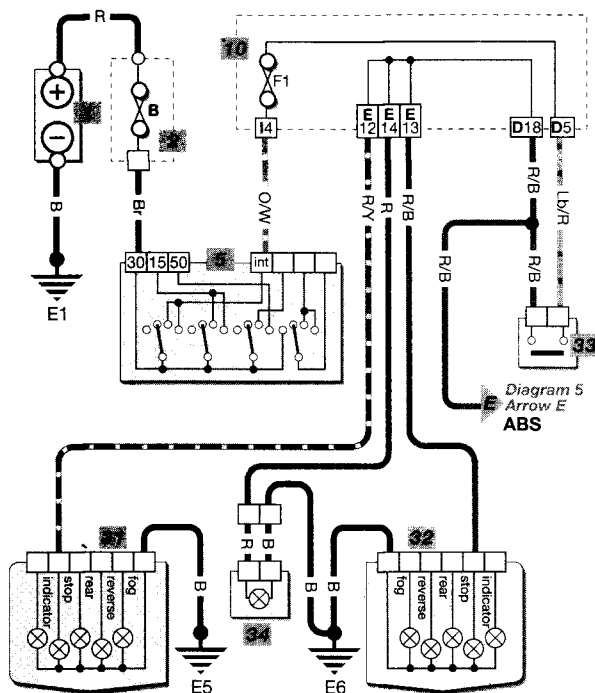 R
10
F1
B
2
I4
E 12
E 14
E 13
D18
D5
B
Br
O/W
R/Y
R
R/B
R/B
Lb/R
R/B
R/B
30 15 50
5
int
E1
33
E
Diagram 5
Arrow E
ABS
31
indicator
stop
rear
reverse
fog
B
E5
R
B
34
B
B
E6
32
fog
reverse
rear
stop
indicator